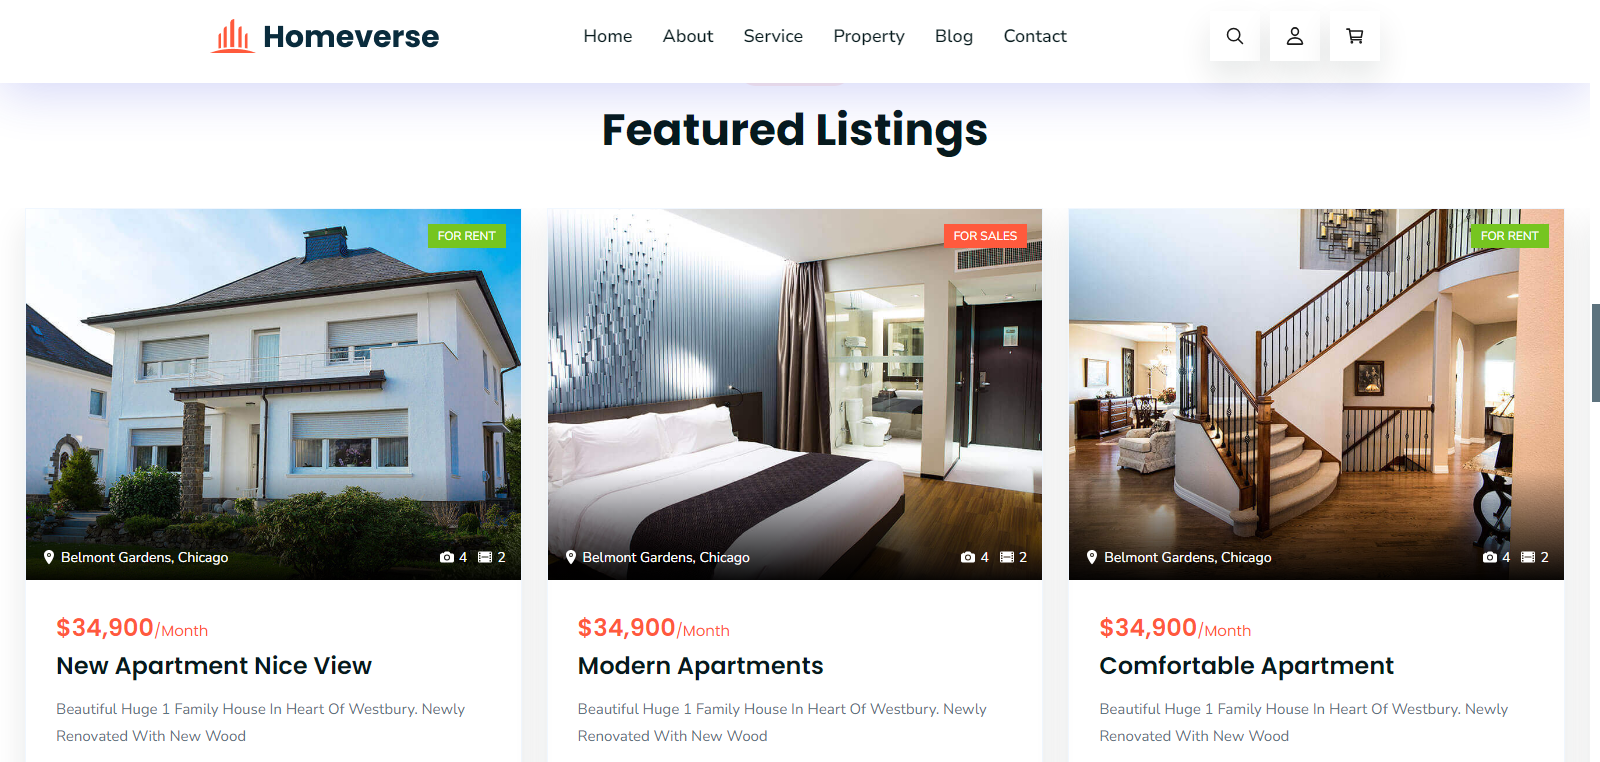 Homeverse
Home About Service Property Blog Contact
Featured Listings
FOR RENT
Belmont Gardens, Chicago 4 2
$34,900/Month
New Apartment Nice View
Beautiful Huge 1 Family House In Heart Of Westbury. Newly
Renovated With New Wood
FOR SALES
Belmont Gardens, Chicago 4 2
$34,900/Month
Modern Apartments
Beautiful Huge 1 Family House In Heart Of Westbury. Newly
Renovated With New Wood
FOR RENT
Belmont Gardens, Chicago 4 2
$34,900/Month
Comfortable Apartment
Beautiful Huge 1 Family House In Heart Of Westbury. Newly
Renovated With New Wood